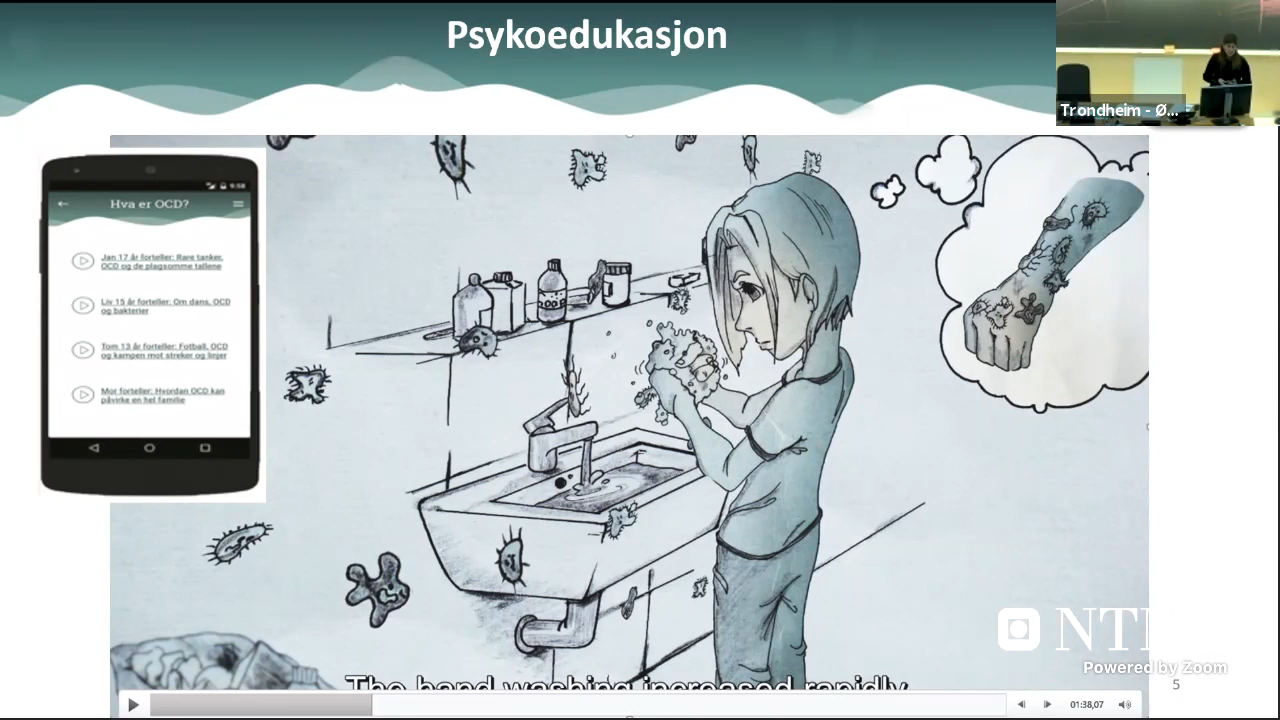 Psykoedukasjon
Trondheim - Ø...
9:58
Hva er OCD?
Jan 17 år forteller: Rare tanker,
OCD og de plagsomme tallene
Liv 15 år forteller: Om dans, OCD
og bakterier
Tom 13 år forteller: Fotball, OCD
og kampen mot streker og linjer
Mor forteller: Hvordan OCD kan
påvirke en hel familie
The hand washing increased rapidly
Powered by Zoom
5
01:38,07